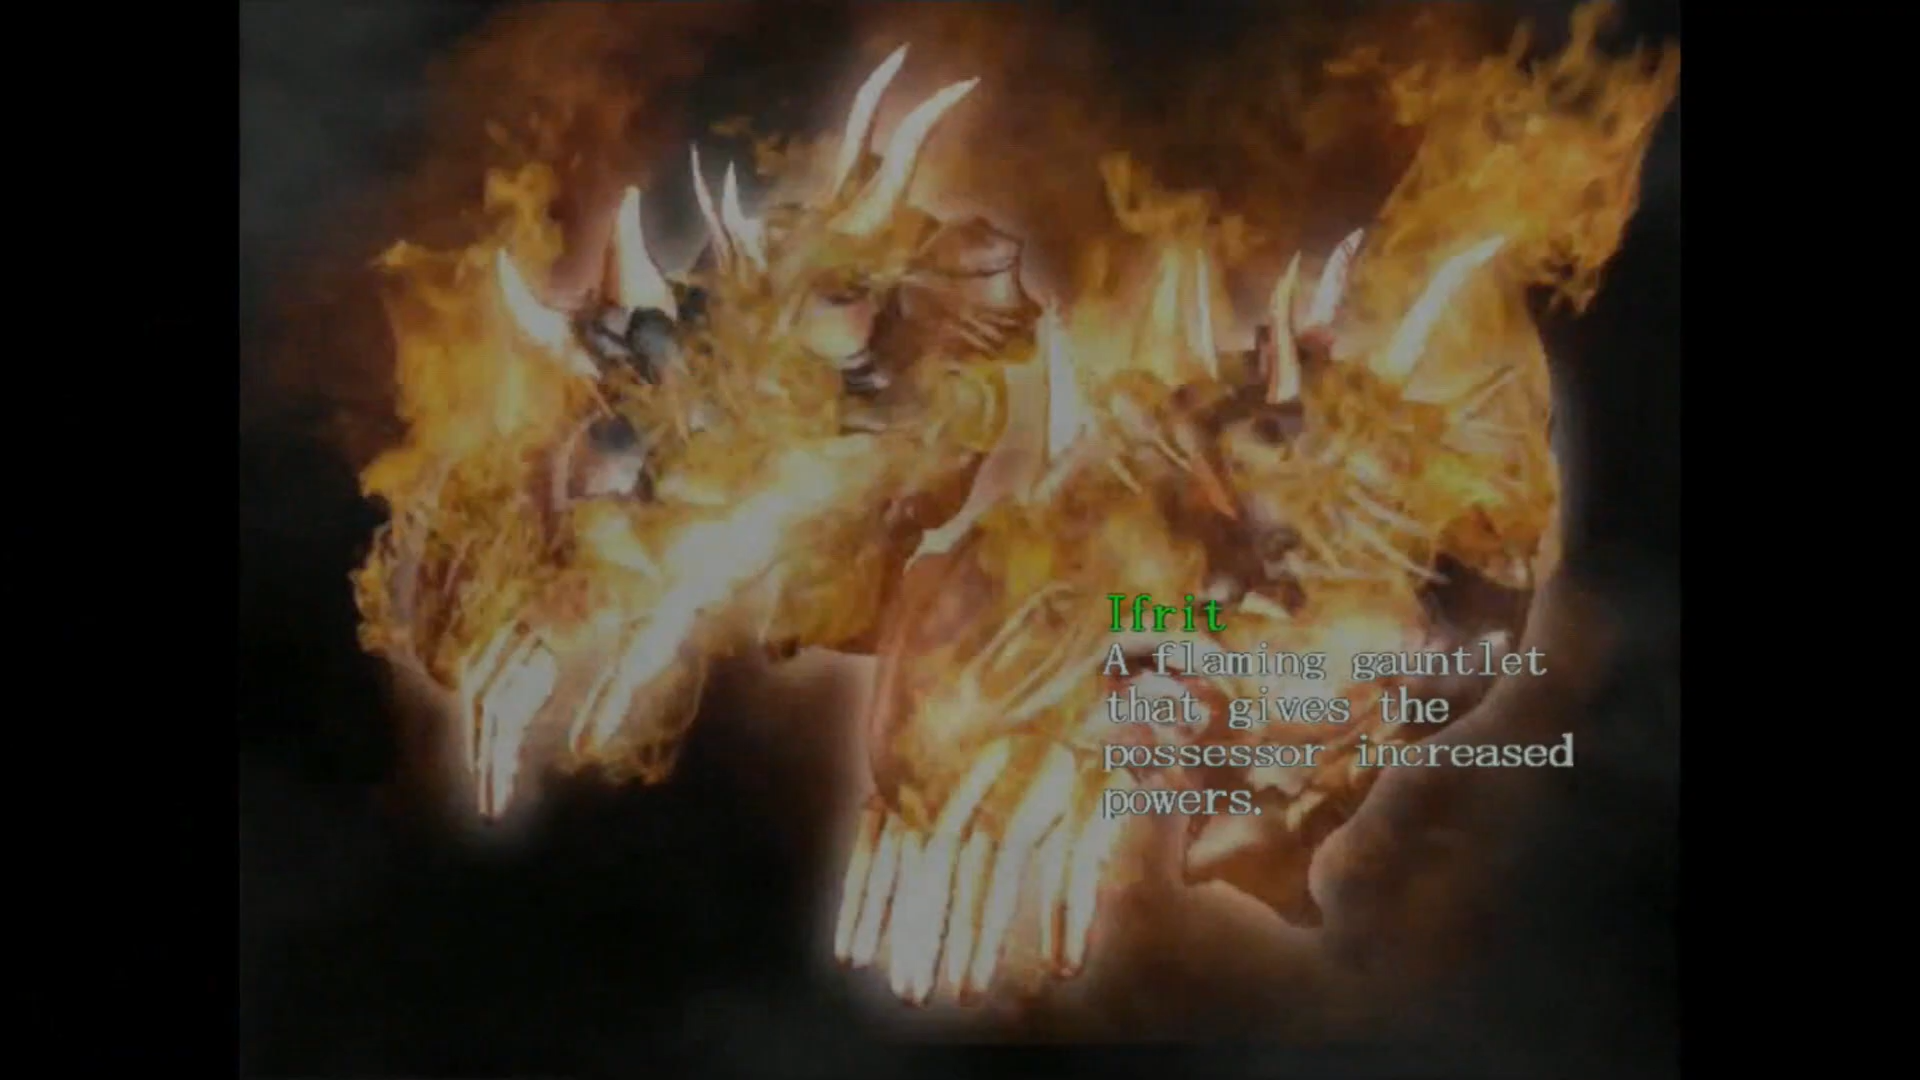 Ifrit
A flaming gauntlet
that gives the
possessor increased
powers.